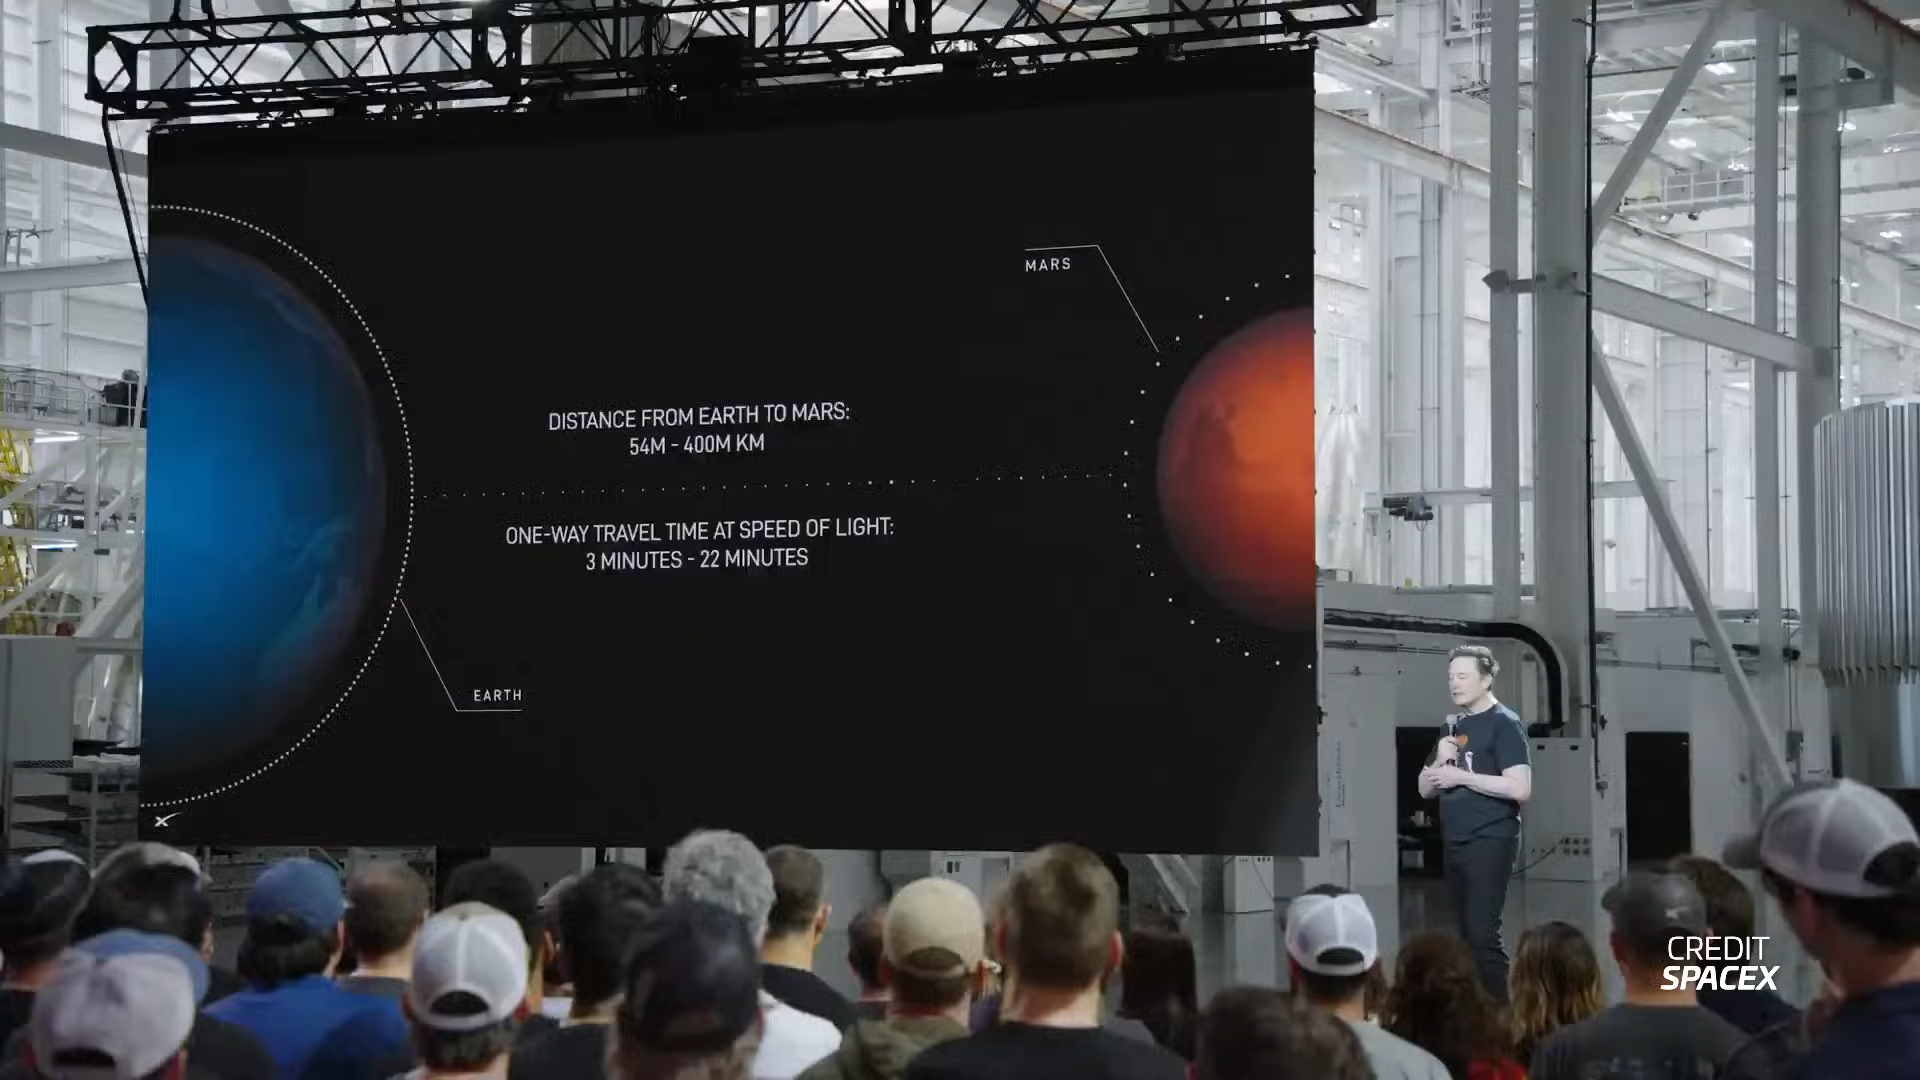 MARS
DISTANCE FROM EARTH TO MARS:
54M - 400M KM
ONE-WAY TRAVEL TIME AT SPEED OF LIGHT:
3 MINUTES - 22 MINUTES
EARTH
CREDIT
SPACEX